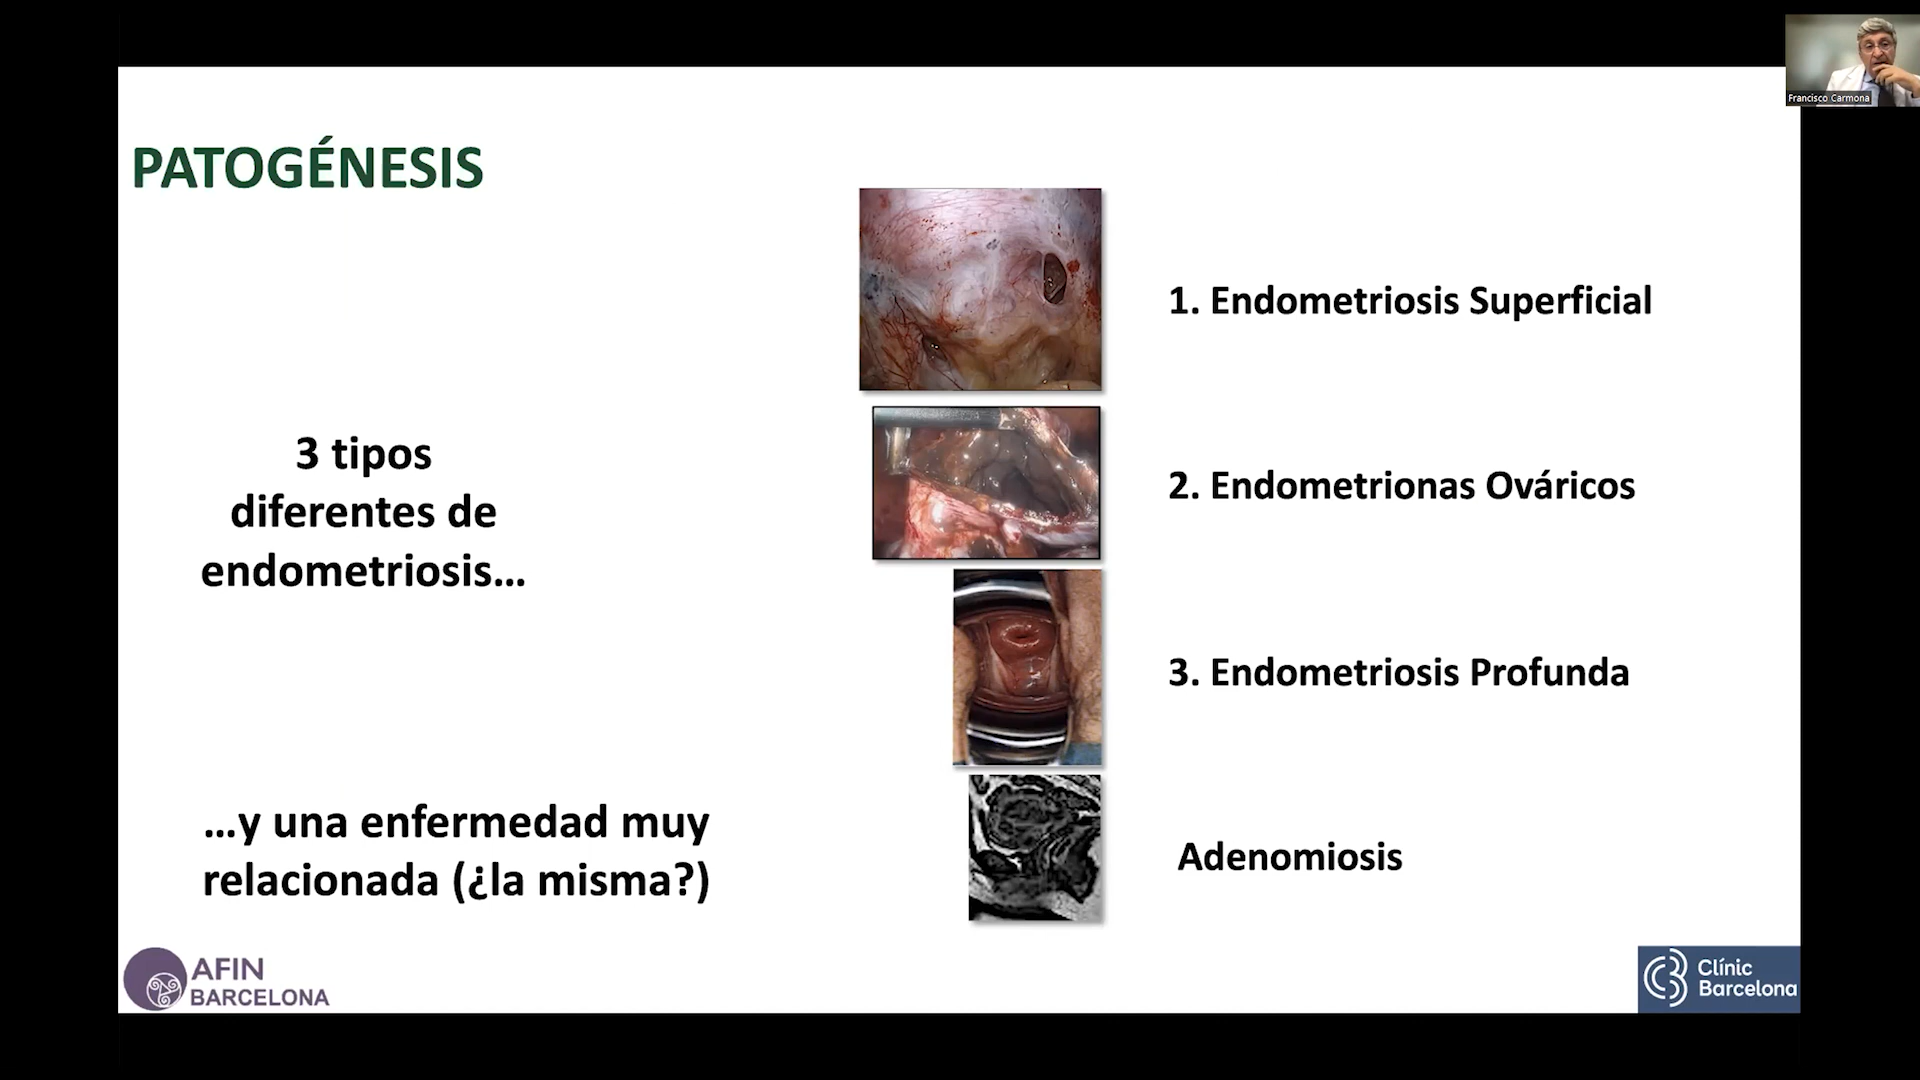 Francisco Carmona
PATOGÉNESIS
3 tipos
diferentes de
endometriosis...
1. Endometriosis Superficial
2. Endometrionas Ováricos
3. Endometriosis Profunda
...y una enfermedad muy
relacionada (¿la misma?)
Adenomiosis
AFIN
BARCELONA
Clínic
Barcelona